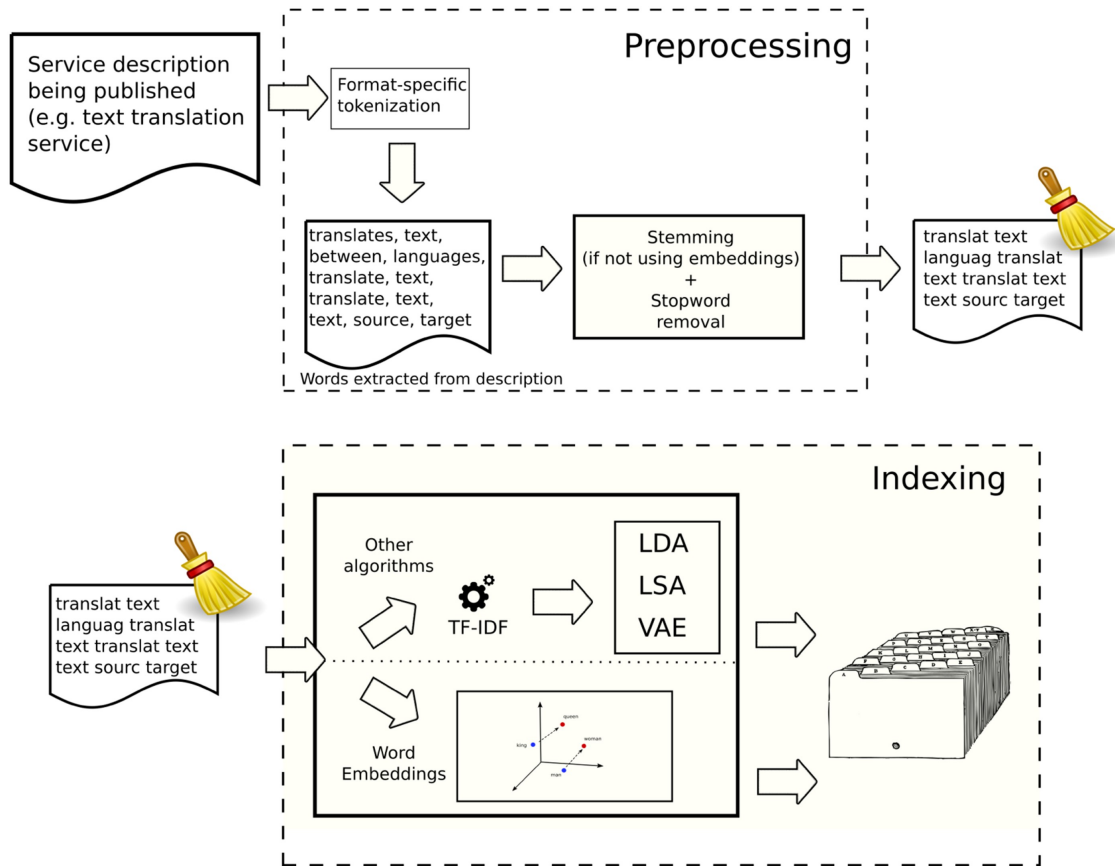 Preprocessing
Service description
being published
(e.g. text translation
service)
Format-specific
tokenization
translates, text,
between, languages,
translate, text,
translate, text,
text, source, target
Words extracted from description
Stemming
(if not using embeddings)
+
Stopword
removal
translat text
languag translat
text translat text
text sourc target
Indexing
translat text
languag translat
text translat text
text sourc target
Other
algorithms
TF-IDF
LDA
LSA
VAE
Word
Embeddings
queen
king
woman
man
A
B
C
D
E